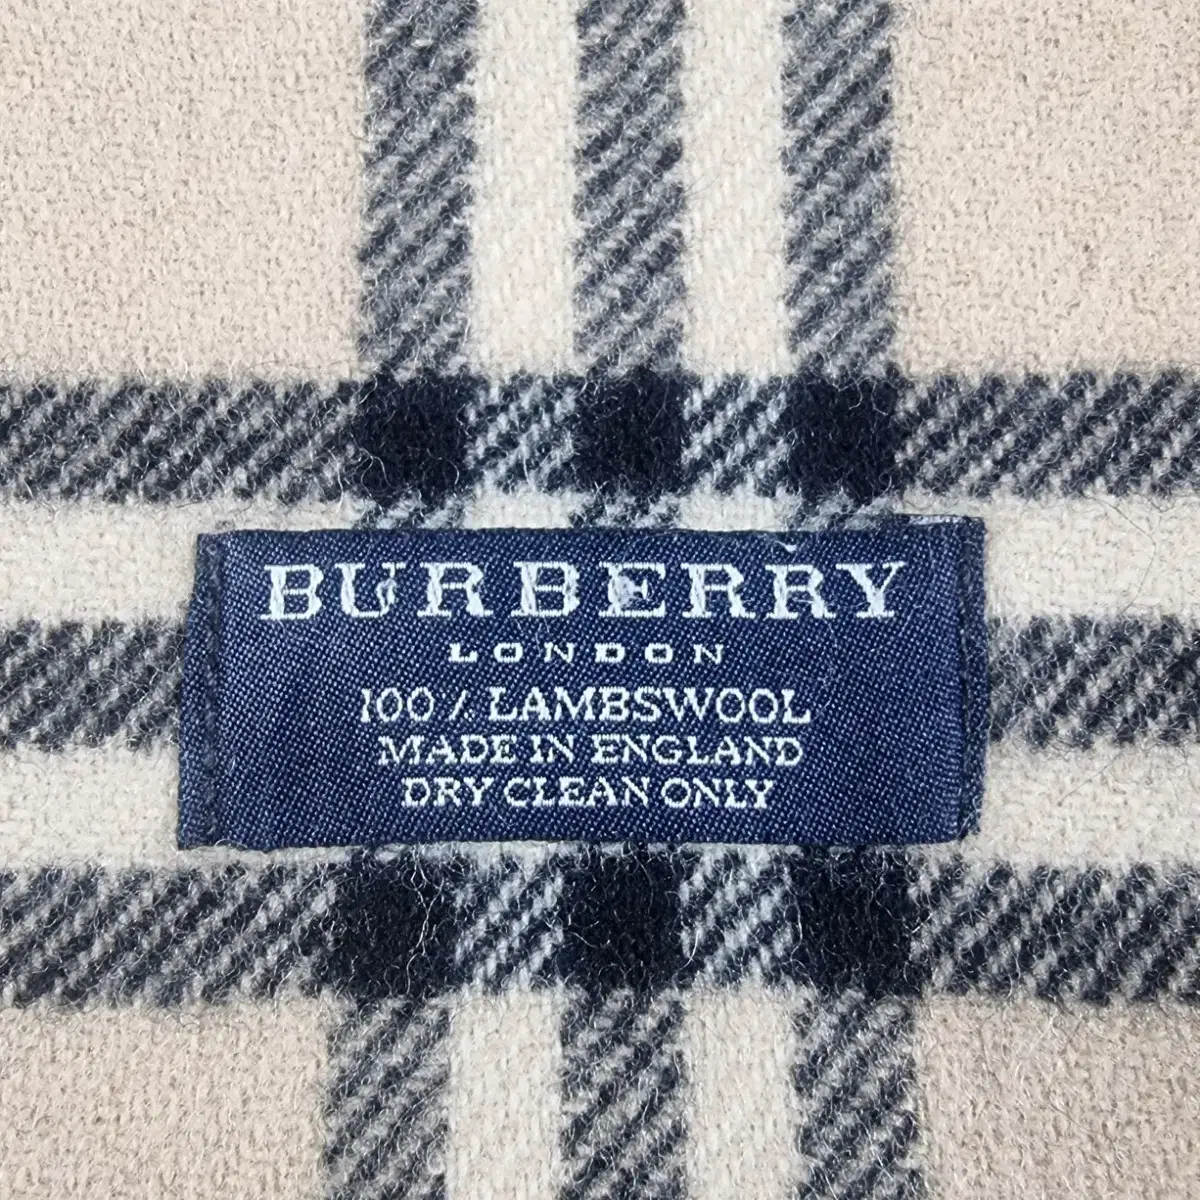 BURBERRY
LONDON
100% LAMBSWOOL
MADE IN ENGLAND
DRY CLEAN ONLY